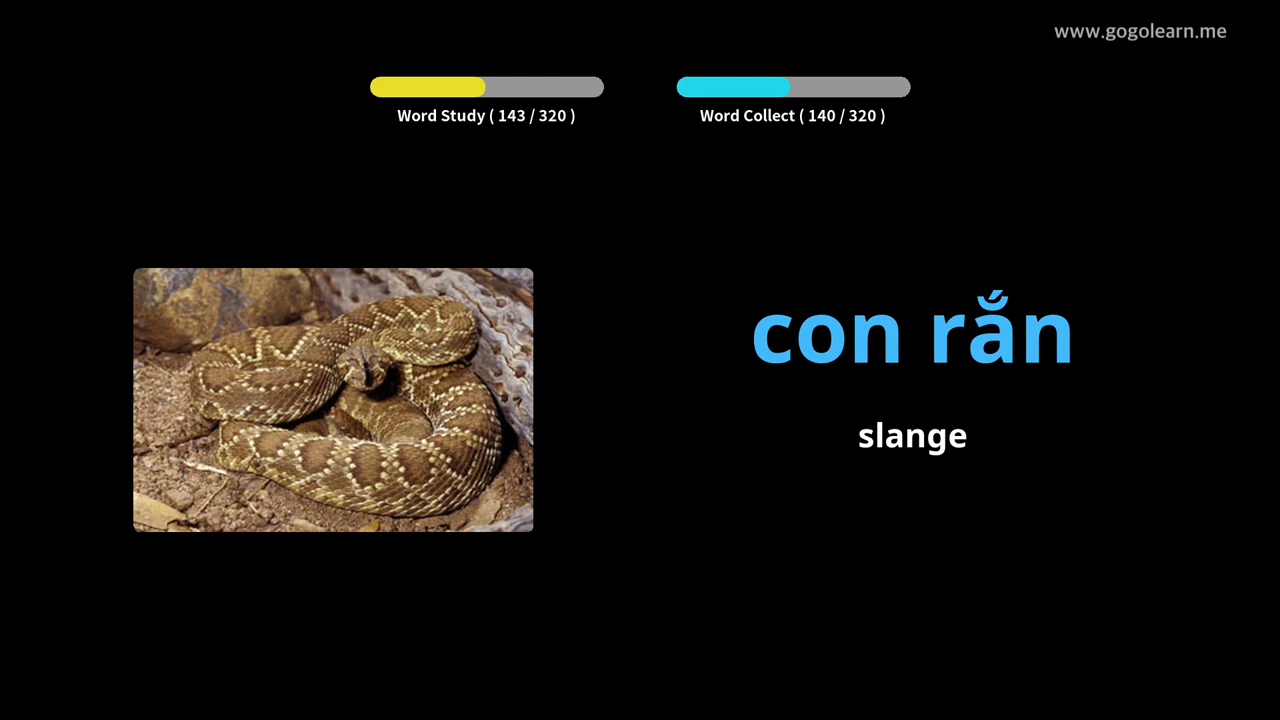 www.gogolearn.me
Word Study ( 143 / 320 )
Word Collect ( 140 / 320 )
con rắn
slange